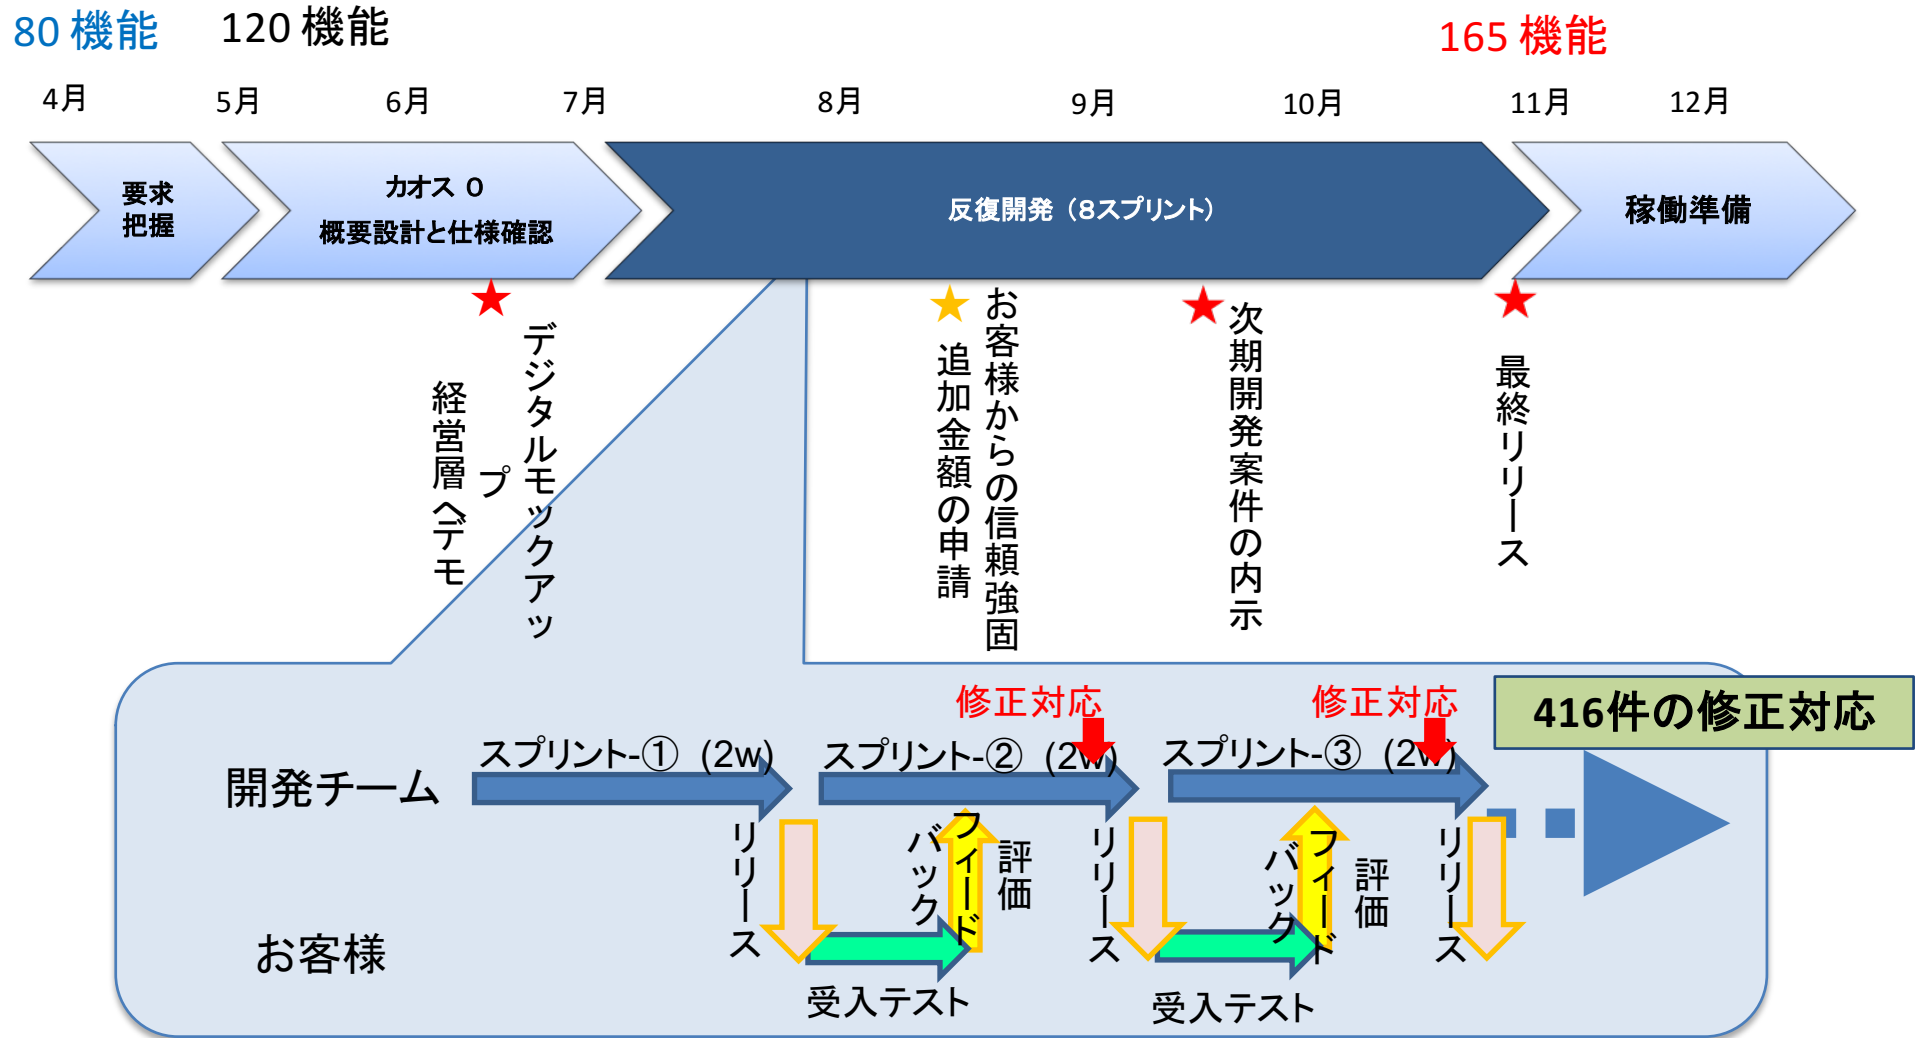 80 機能
120 機能
165 機能
4月
5月
6月
7月
8月
9月
10月
11月
12月
要求
把握
カオス 0
概要設計と仕様確認
反復開発（8スプリント）
稼働準備
デジタルモックアッ
プ
経営層へデモ
お客様からの信頼強固
追加金額の申請
次期開発案件の内示
最終リリース
416件の修正対応
修正対応
修正対応
スプリント-① (2w)
スプリント-② (2w)
スプリント-③ (2w)
開発チーム
リリース
フィード
バック
評価
リリース
フィード
バック
評価
リリース
お客様
受入テスト
受入テスト